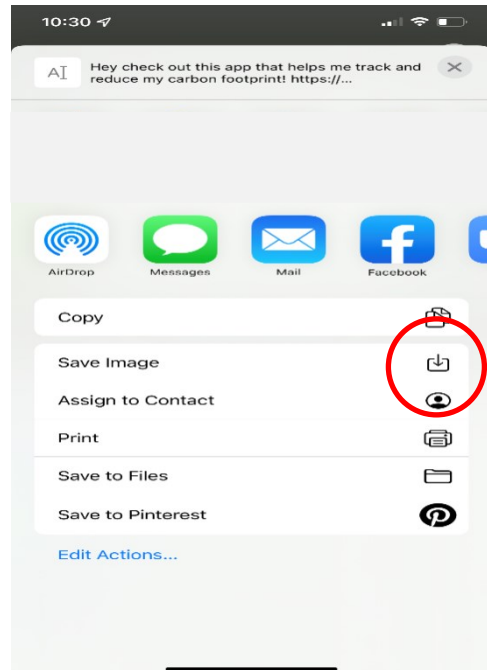 10:30
AI Hey check out this app that helps me track and
reduce my carbon footprint! https://...
AirDrop Messages Mail Facebook
Copy
Save Image
Assign to Contact
Print
Save to Files
Save to Pinterest
Edit Actions...